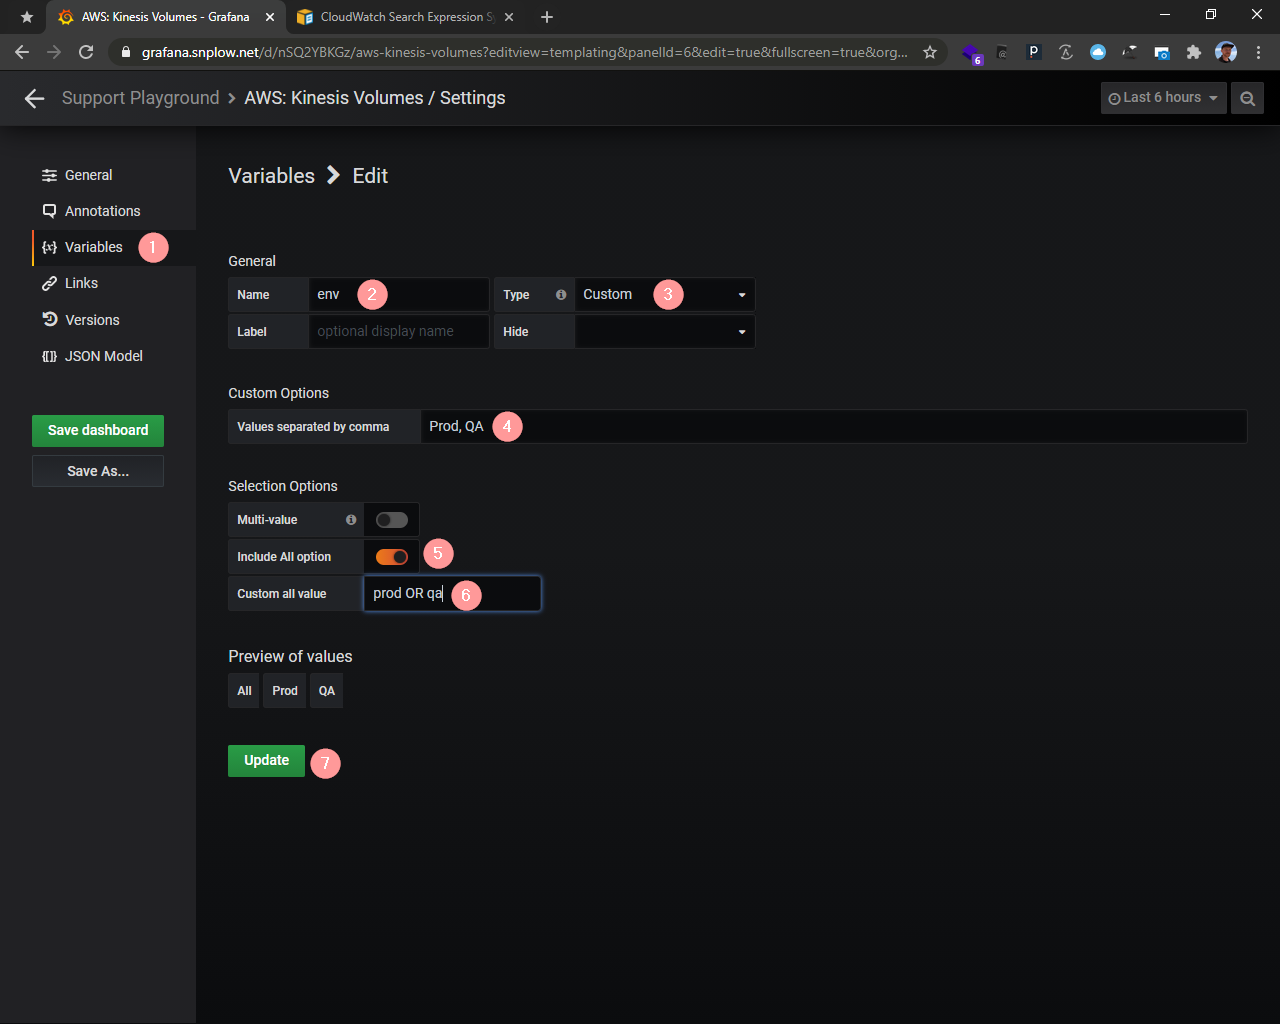 AWS: Kinesis Volumes - Grafana
CloudWatch Search Expression S
grafana.snplow.net/d/nSQ2YBKGz/aws-kinesis-volumes?editview=templating&panelId=6&edit=true&fullscreen=true&org...
6
P
Support Playground > AWS: Kinesis Volumes / Settings
Last 6 hours
General
Annotations
Variables 1
Links
Versions
JSON Model
Save dashboard
Save As...
Variables > Edit
General
Name env 2 Type Custom 3
Label optional display name Hide
Custom Options
Values separated by comma Prod, QA 4
Selection Options
Multi-value
Include All option 5
Custom all value prod OR qa 6
Preview of values
All Prod QA
Update 7